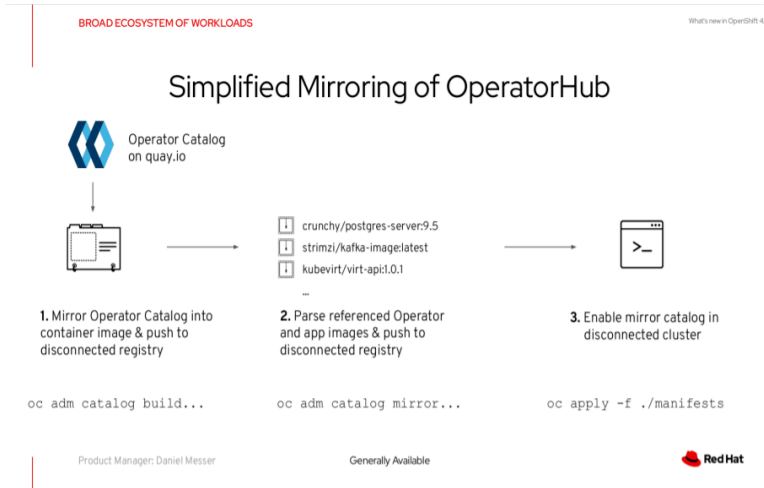 BROAD ECOSYSTEM OF WORKLOADS
What's new in OpenShift 4.
Simplified Mirroring of OperatorHub
Operator Catalog
on quay.io
crunchy/postgres-server:9.5
strimzi/kafka-image:latest
kubevirt/virt-api:1.0.1
...
>_
1. Mirror Operator Catalog into
container image & push to
disconnected registry
2. Parse referenced Operator
and app images & push to
disconnected registry
3. Enable mirror catalog in
disconnected cluster
oc adm catalog build...
oc adm catalog mirror...
oc apply -f ./manifests
Product Manager: Daniel Messer
Generally Available
Red Hat